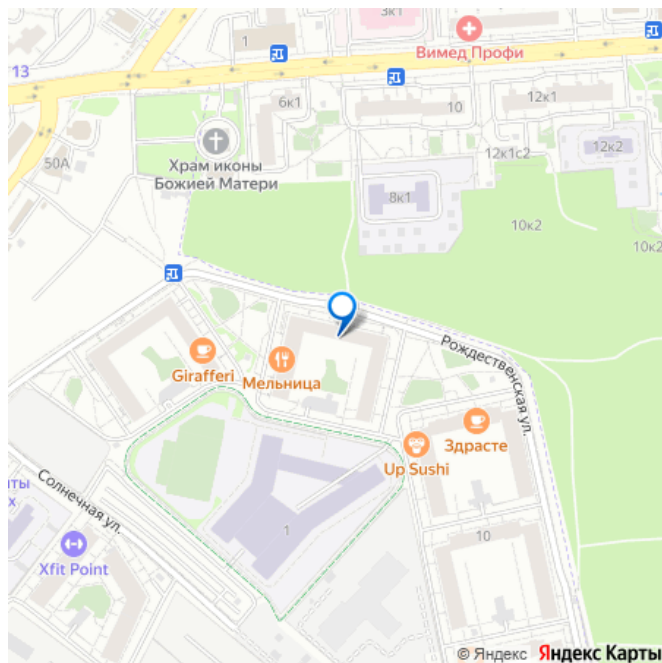 3к1
1
Вимед Профи
13
6к1
10
12к1
50А
Храм иконы
Божией Матери
12к1с2
12к2
8к1
10к2
10к2
Рождественская ул.
Girafferi
Мельница
Здрасте
Up Sushi
Солнечная ул.
1
10
Xfit Point
© Яндекс Яндекс Карты